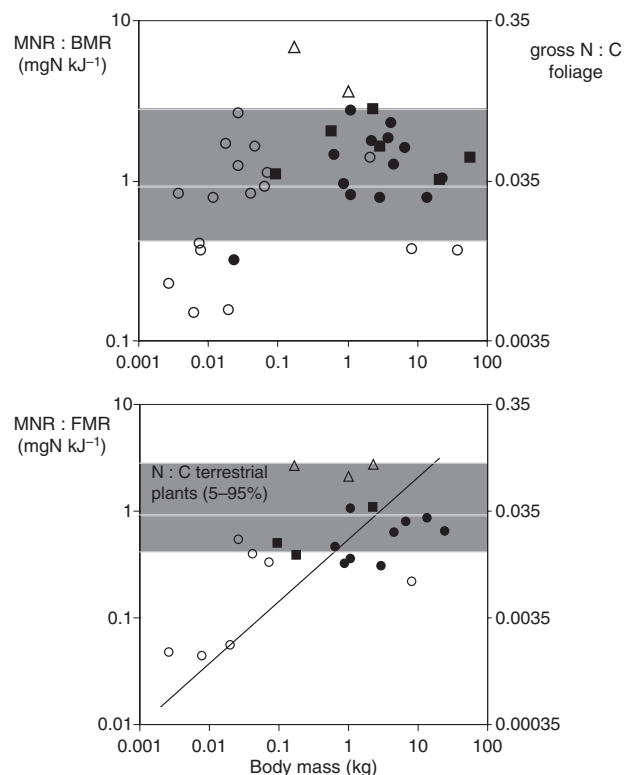 MNR : BMR
(mgN kJ⁻¹)
gross N : C
foliage
10
1
0.1
0.35
0.035
0.0035
0.001
0.01
0.1
1
10
100
MNR : FMR
(mgN kJ⁻¹)
N : C terrestrial
plants (5–95%)
10
1
0.1
0.01
0.35
0.035
0.0035
0.00035
0.001
0.01
0.1
1
10
100
Body mass (kg)